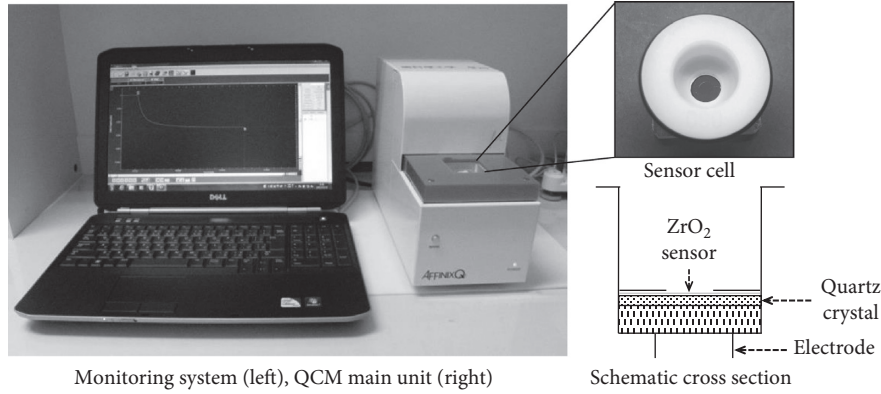 DELL
AFFINIXQ
Sensor cell
ZrO2
sensor
Quartz
crystal
Electrode
Monitoring system (left), QCM main unit (right)
Schematic cross section